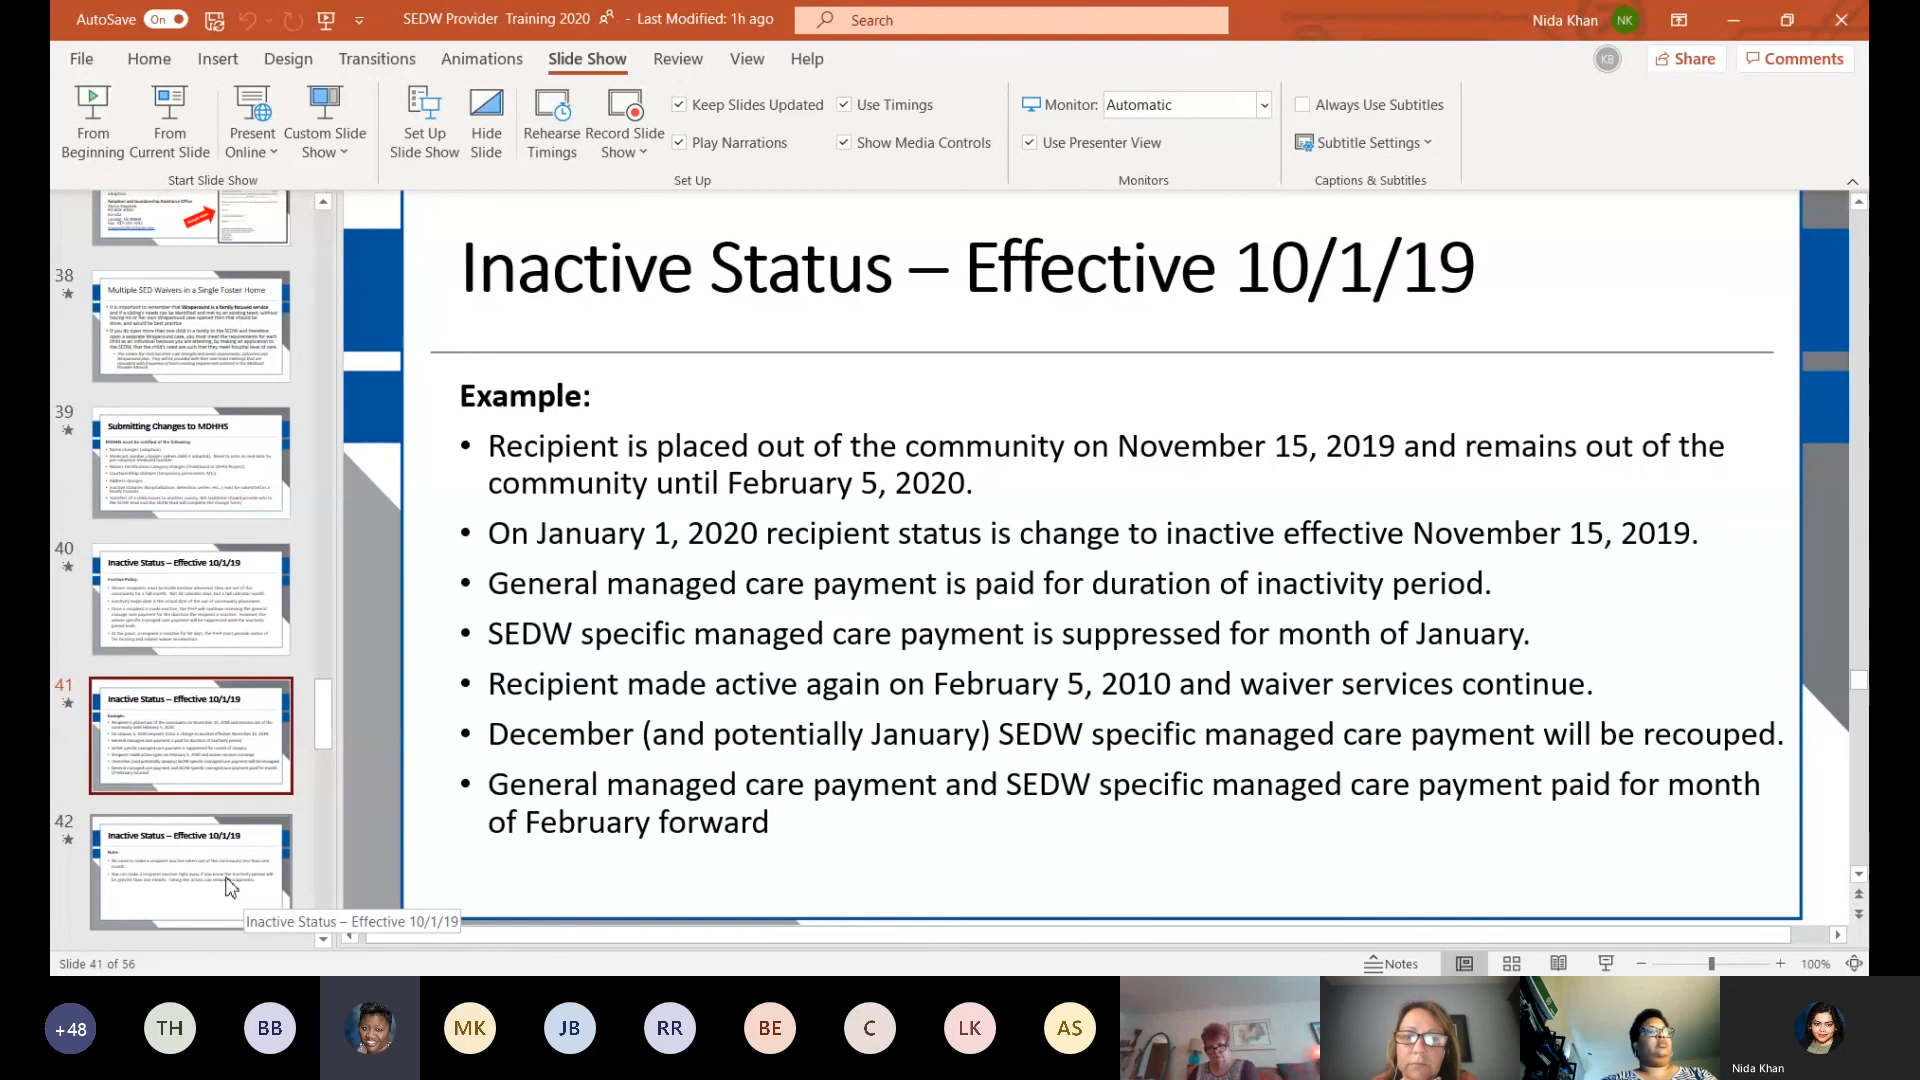 AutoSave On SEDW Provider Training 2020 - Last Modified: 1h ago Search Nida Khan NK
File Home Insert Design Transitions Animations Slide Show Review View Help KB Share Comments
From Beginning
From Current Slide
Present Online
Custom Slide Show
Set Up Slide Show
Hide Slide
Rehearse Timings
Record Slide Show
Keep Slides Updated
Play Narrations
Use Timings
Show Media Controls
Monitor: Automatic
Use Presenter View
Always Use Subtitles
Subtitle Settings
Start Slide Show Set Up Monitors Captions & Subtitles
38
Multiple SED Waivers in a Single Foster Home
39
Submitting Changes to MDHHS
MDHHS must be notified of the following:
40
Inactive Status – Effective 10/1/19
Inactive Policy:
41
Inactive Status – Effective 10/1/19
Example:
42
Inactive Status – Effective 10/1/19
Note:
Inactive Status – Effective 10/1/19
Inactive Status – Effective 10/1/19
Example:
• Recipient is placed out of the community on November 15, 2019 and remains out of the
community until February 5, 2020.
• On January 1, 2020 recipient status is change to inactive effective November 15, 2019.
• General managed care payment is paid for duration of inactivity period.
• SEDW specific managed care payment is suppressed for month of January.
• Recipient made active again on February 5, 2010 and waiver services continue.
• December (and potentially January) SEDW specific managed care payment will be recouped.
• General managed care payment and SEDW specific managed care payment paid for month
of February forward
Slide 41 of 56 Notes 100%
+48 TH BB MK JB RR BE C LK AS
Nida Khan